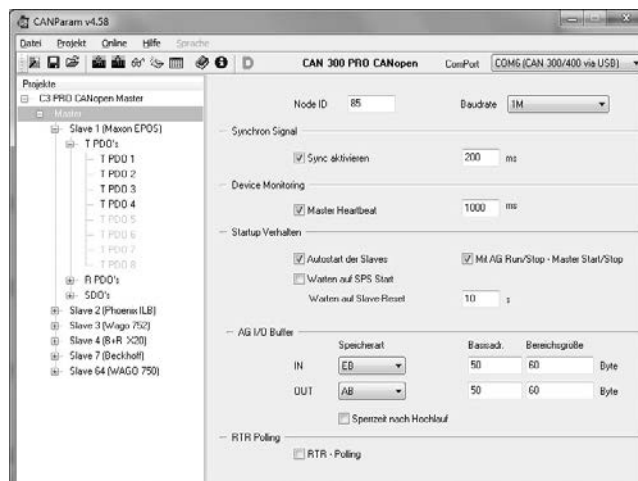 CANParam v4.58
Datei Projekt Online Hilfe Sprache
D CAN 300 PRO CANopen ComPort COM6 (CAN 300/400 via USB)
Projekte
C3 PRO CANopen Master
Master
Slave 1 (Maxon EPOS)
T PDO's
T PDO 1
T PDO 2
T PDO 3
T PDO 4
T PDO 5
T PDO 6
T PDO 7
T PDO 8
R PDO's
SDO's
Slave 2 (Phoenix ILB)
Slave 3 (Wago 752)
Slave 4 (B+R X20)
Slave 7 (Beckhoff)
Slave 64 (WAGO 750)
Node ID 85 Baudrate 1M
Synchron Signal
Sync aktivieren 200 ms
Device Monitoring
Master Heartbeat 1000 ms
Startup Verhalten
Autostart der Slaves Mit AG Run/Stop - Master Start/Stop
Warten auf SPS Start
Warten auf Slave Reset 10 s
AG I/O Buffer
Speicherart Basisadr. Bereichsgröße
IN EB 50 60 Byte
OUT AB 50 60 Byte
Sperrzeit nach Hochlauf
RTR Polling
RTR - Polling